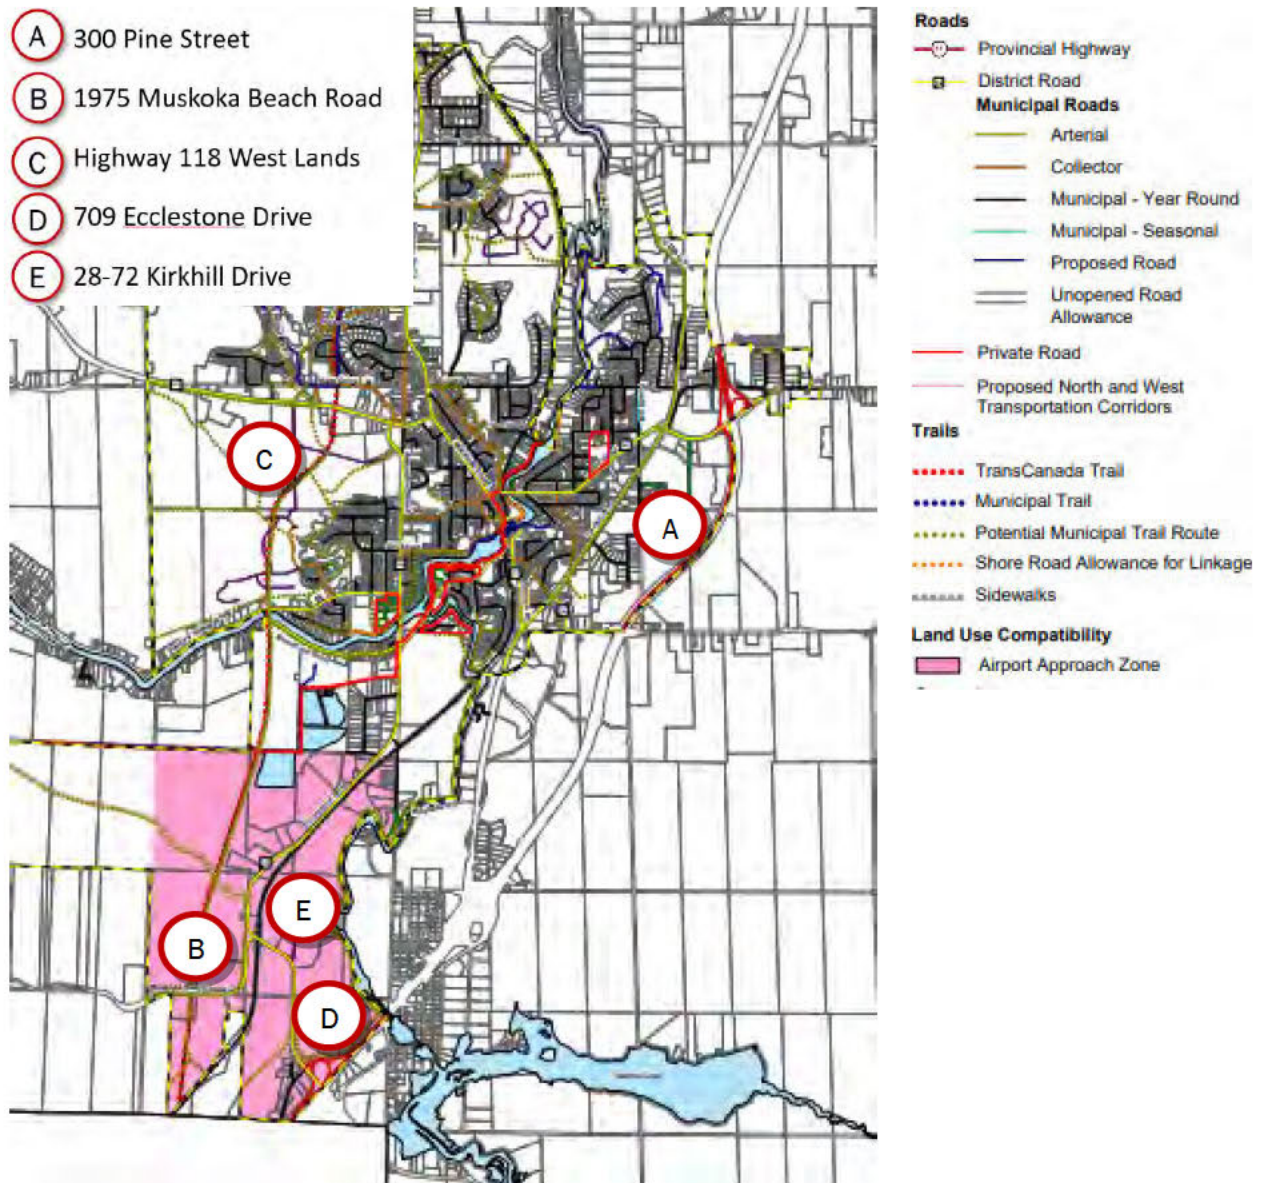 A 300 Pine Street
B 1975 Muskoka Beach Road
C Highway 118 West Lands
D 709 Ecclestone Drive
E 28-72 Kirkhill Drive
C
A
E
B
D
Roads
Provincial Highway
District Road
Municipal Roads
Arterial
Collector
Municipal - Year Round
Municipal - Seasonal
Proposed Road
Unopened Road
Allowance
Private Road
Proposed North and West
Transportation Corridors
Trails
TransCanada Trail
Municipal Trail
Potential Municipal Trail Route
Shore Road Allowance for Linkage
Sidewalks
Land Use Compatibility
Airport Approach Zone